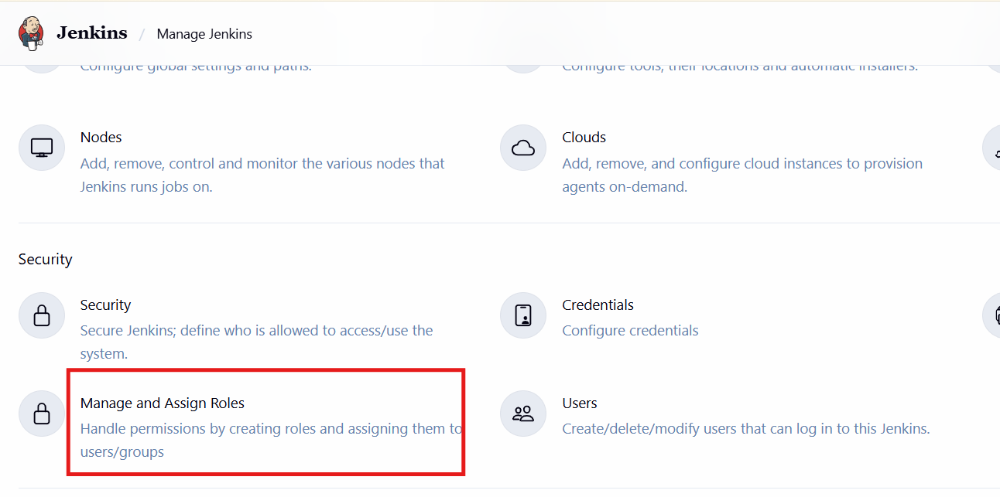 Jenkins / Manage Jenkins
Configure global settings and paths.
Configure tools, their locations and automatic installers.
Nodes
Add, remove, control and monitor the various nodes that
Jenkins runs jobs on.
Clouds
Add, remove, and configure cloud instances to provision
agents on-demand.
Security
Security
Secure Jenkins; define who is allowed to access/use the
system.
Credentials
Configure credentials
Manage and Assign Roles
Handle permissions by creating roles and assigning them to
users/groups
Users
Create/delete/modify users that can log in to this Jenkins.